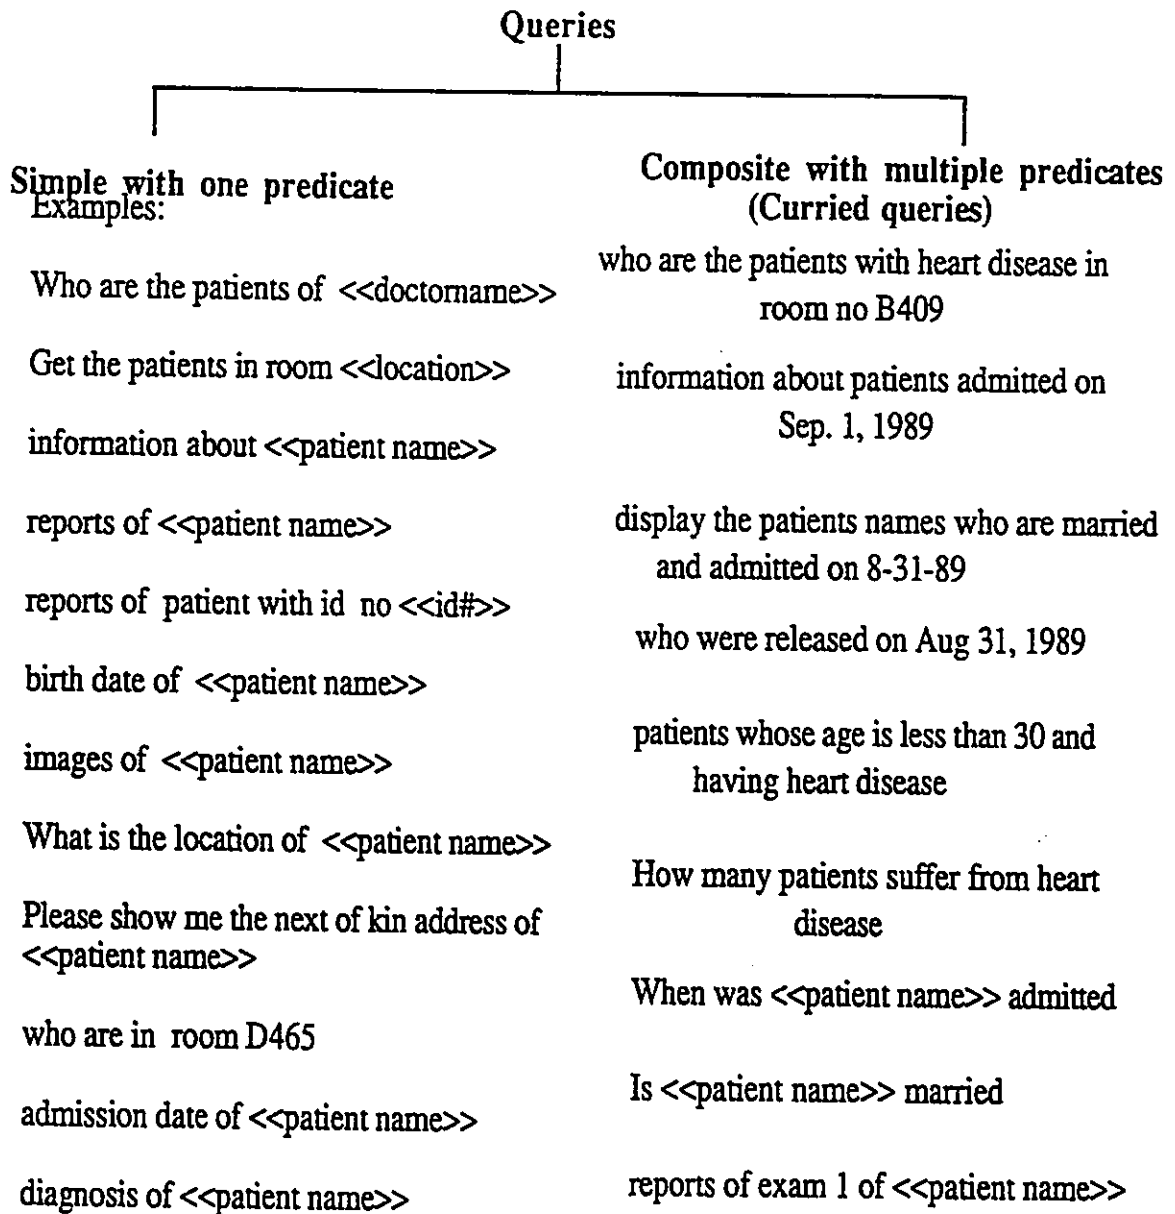 Queries
Simple with one predicate
Examples:
Who are the patients of <<doctorname>>
Get the patients in room <<location>>
information about <<patient name>>
reports of <<patient name>>
reports of patient with id no <<id#>>
birth date of <<patient name>>
images of <<patient name>>
What is the location of <<patient name>>
Please show me the next of kin address of
<<patient name>>
who are in room D465
admission date of <<patient name>>
diagnosis of <<patient name>>
Composite with multiple predicates
(Curried queries)
who are the patients with heart disease in
room no B409
information about patients admitted on
Sep. 1, 1989
display the patients names who are married
and admitted on 8-31-89
who were released on Aug 31, 1989
patients whose age is less than 30 and
having heart disease
How many patients suffer from heart
disease
When was <<patient name>> admitted
Is <<patient name>> married
reports of exam 1 of <<patient name>>